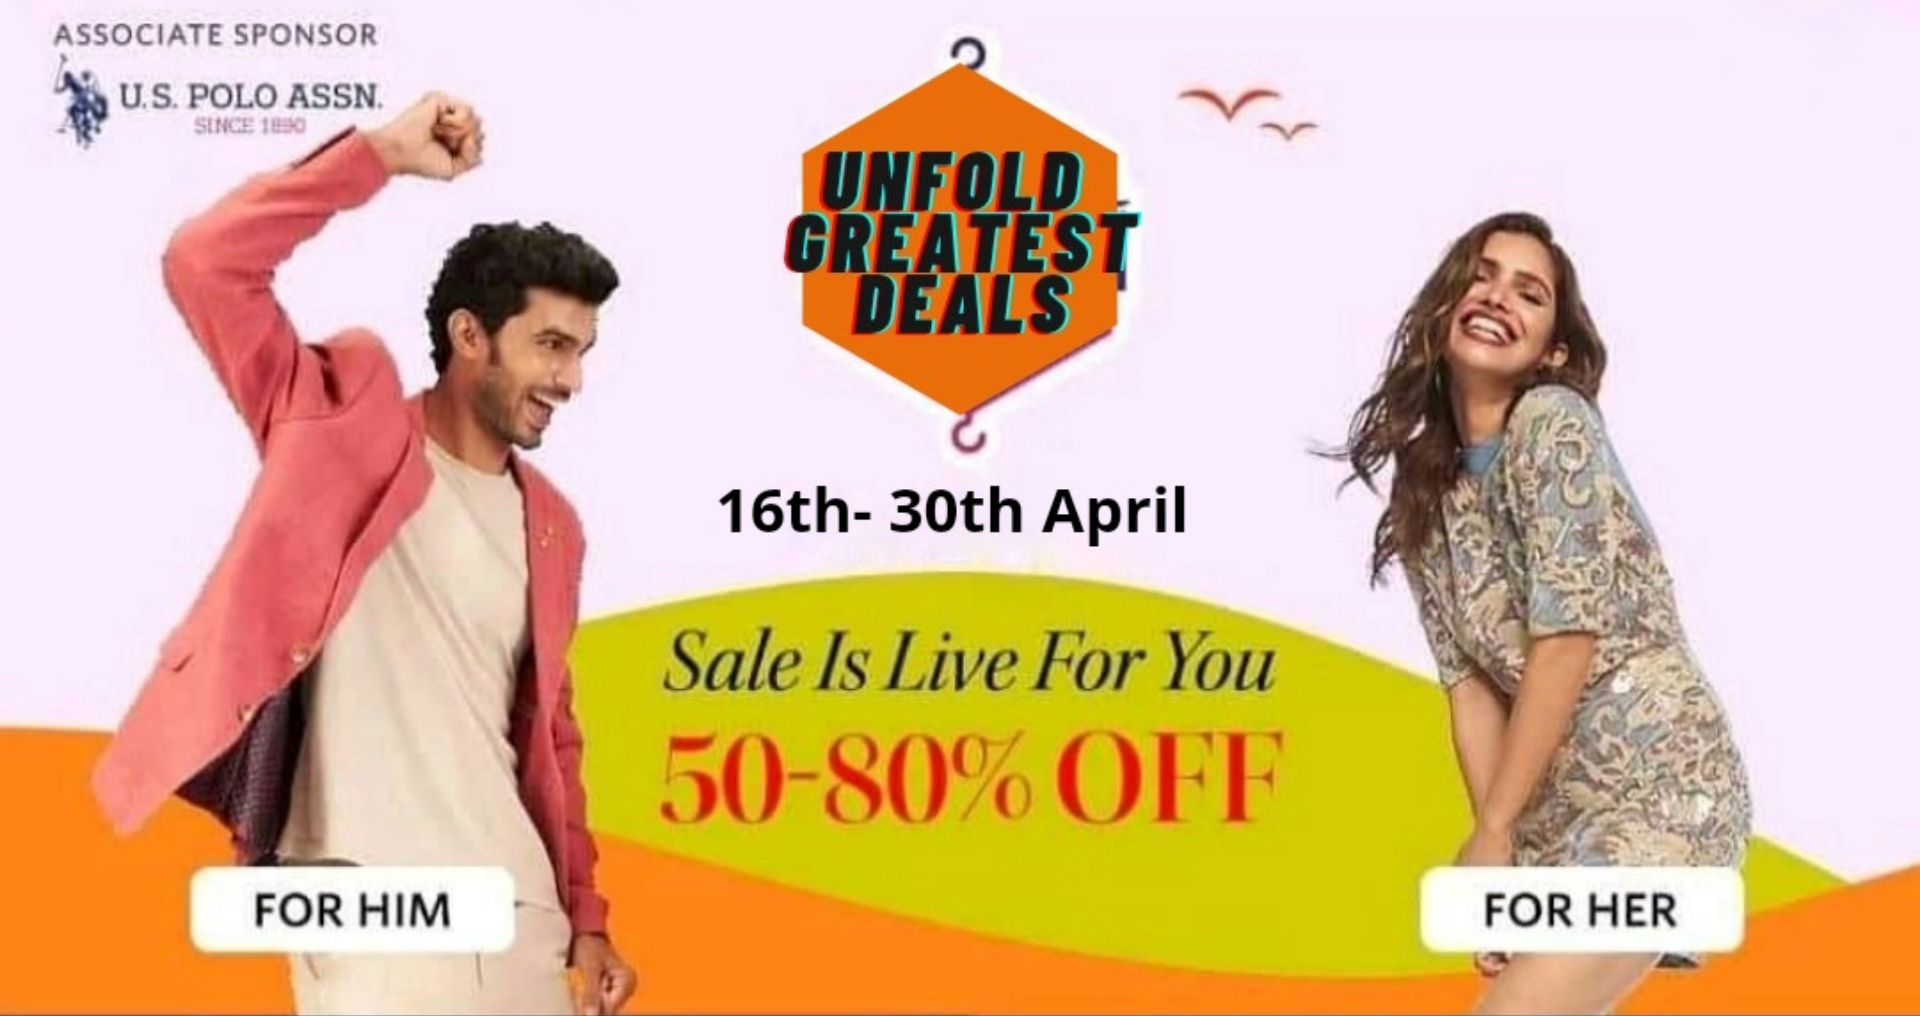 ASSOCIATE SPONSOR
U.S. POLO ASSN.
SINCE 1890
UNFOLD
GREATEST
DEALS
16th- 30th April
Sale Is Live For You
50-80% OFF
FOR HIM
FOR HER